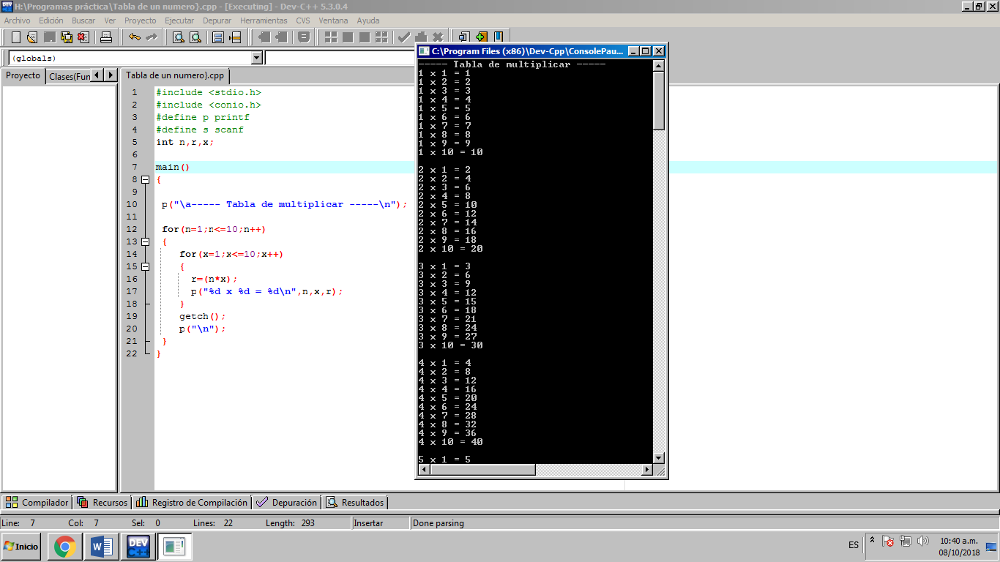 H:\Programas práctica\Tabla de un numero}.cpp - [Executing] - Dev-C++ 5.3.0.4
Archivo Edición Buscar Ver Proyecto Ejecutar Depurar Herramientas CVS Ventana Ayuda
(globals)
Proyecto Clases(Fun
Tabla de un numero}.cpp
1 #include <stdio.h>
2 #include <conio.h>
3 #define p printf
4 #define s scanf
5 int n,r,x;
6
7 main()
8 {
9
10 p("\a----- Tabla de multiplicar -----\n");
11
12 for(n=1;n<=10;n++)
13 {
14 for(x=1;x<=10;x++)
15 {
16 r=(n*x);
17 p("%d x %d = %d\n",n,x,r);
18 }
19 getch();
20 p("\n");
21 }
22 }
C:\Program Files (x86)\Dev-Cpp\ConsolePau...
----- Tabla de multiplicar -----
1 x 1 = 1
1 x 2 = 2
1 x 3 = 3
1 x 4 = 4
1 x 5 = 5
1 x 6 = 6
1 x 7 = 7
1 x 8 = 8
1 x 9 = 9
1 x 10 = 10
2 x 1 = 2
2 x 2 = 4
2 x 3 = 6
2 x 4 = 8
2 x 5 = 10
2 x 6 = 12
2 x 7 = 14
2 x 8 = 16
2 x 9 = 18
2 x 10 = 20
3 x 1 = 3
3 x 2 = 6
3 x 3 = 9
3 x 4 = 12
3 x 5 = 15
3 x 6 = 18
3 x 7 = 21
3 x 8 = 24
3 x 9 = 27
3 x 10 = 30
4 x 1 = 4
4 x 2 = 8
4 x 3 = 12
4 x 4 = 16
4 x 5 = 20
4 x 6 = 24
4 x 7 = 28
4 x 8 = 32
4 x 9 = 36
4 x 10 = 40
5 x 1 = 5
Compilador Recursos Registro de Compilación Depuración Resultados
Line: 7 Col: 7 Sel: 0 Lines: 22 Length: 293 Insertar Done parsing
Inicio
W
DEV C++
ES
10:40 a.m.
08/10/2018